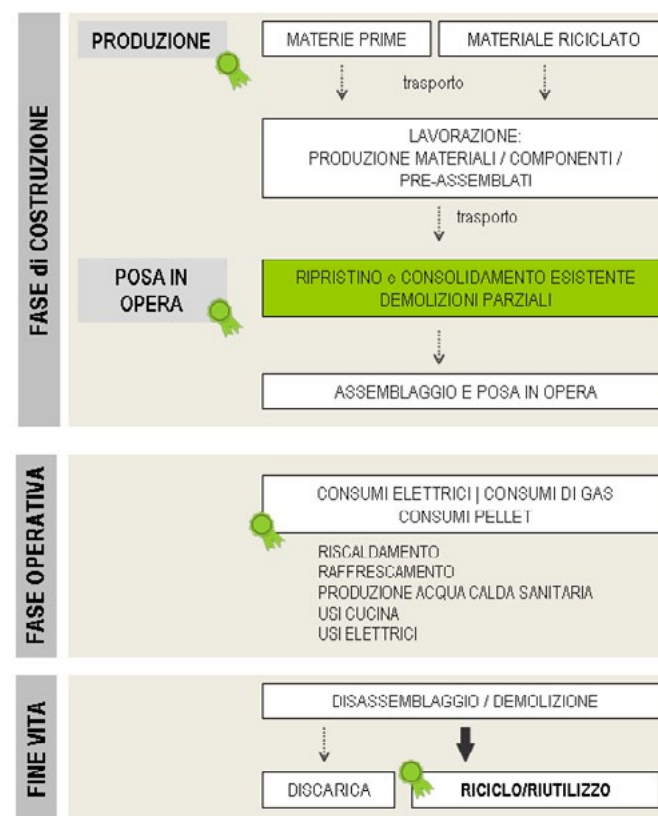 FASE di COSTRUZIONE
PRODUZIONE
MATERIE PRIME
MATERIALE RICICLATO
trasporto
LAVORAZIONE:
PRODUZIONE MATERIALI / COMPONENTI /
PRE-ASSEMBLATI
trasporto
POSA IN
OPERA
RIPRISTINO o CONSOLIDAMENTO ESISTENTE
DEMOLIZIONI PARZIALI
ASSEMBLAGGIO E POSA IN OPERA
FASE OPERATIVA
CONSUMI ELETTRICI | CONSUMI DI GAS
CONSUMI PELLET
RISCALDAMENTO
RAFFRESCAMENTO
PRODUZIONE ACQUA CALDA SANITARIA
USI CUCINA
USI ELETTRICI
FINE VITA
DISASSEMBLAGGIO / DEMOLIZIONE
DISCARICA
RICICLO/RIUTILIZZO